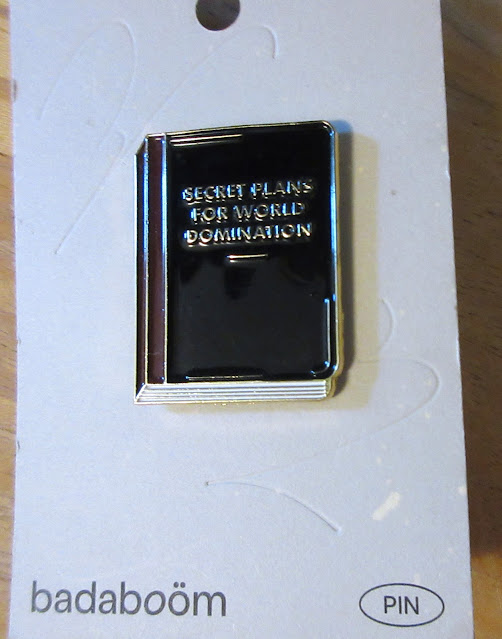 SECRET PLANS
FOR WORLD
DOMINATION
badaboöm
PIN